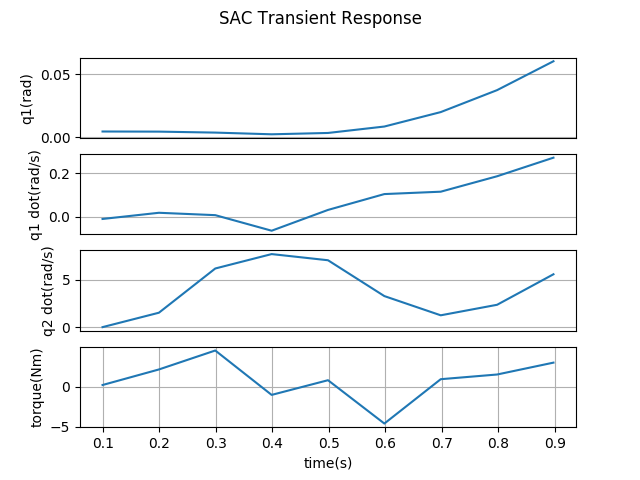 SAC Transient Response
0.05
0.00
q1(rad)
0.2
0.0
q1 dot(rad/s)
5
0
q2 dot(rad/s)
0
−5
torque(Nm)
0.1 0.2 0.3 0.4 0.5 0.6 0.7 0.8 0.9
time(s)